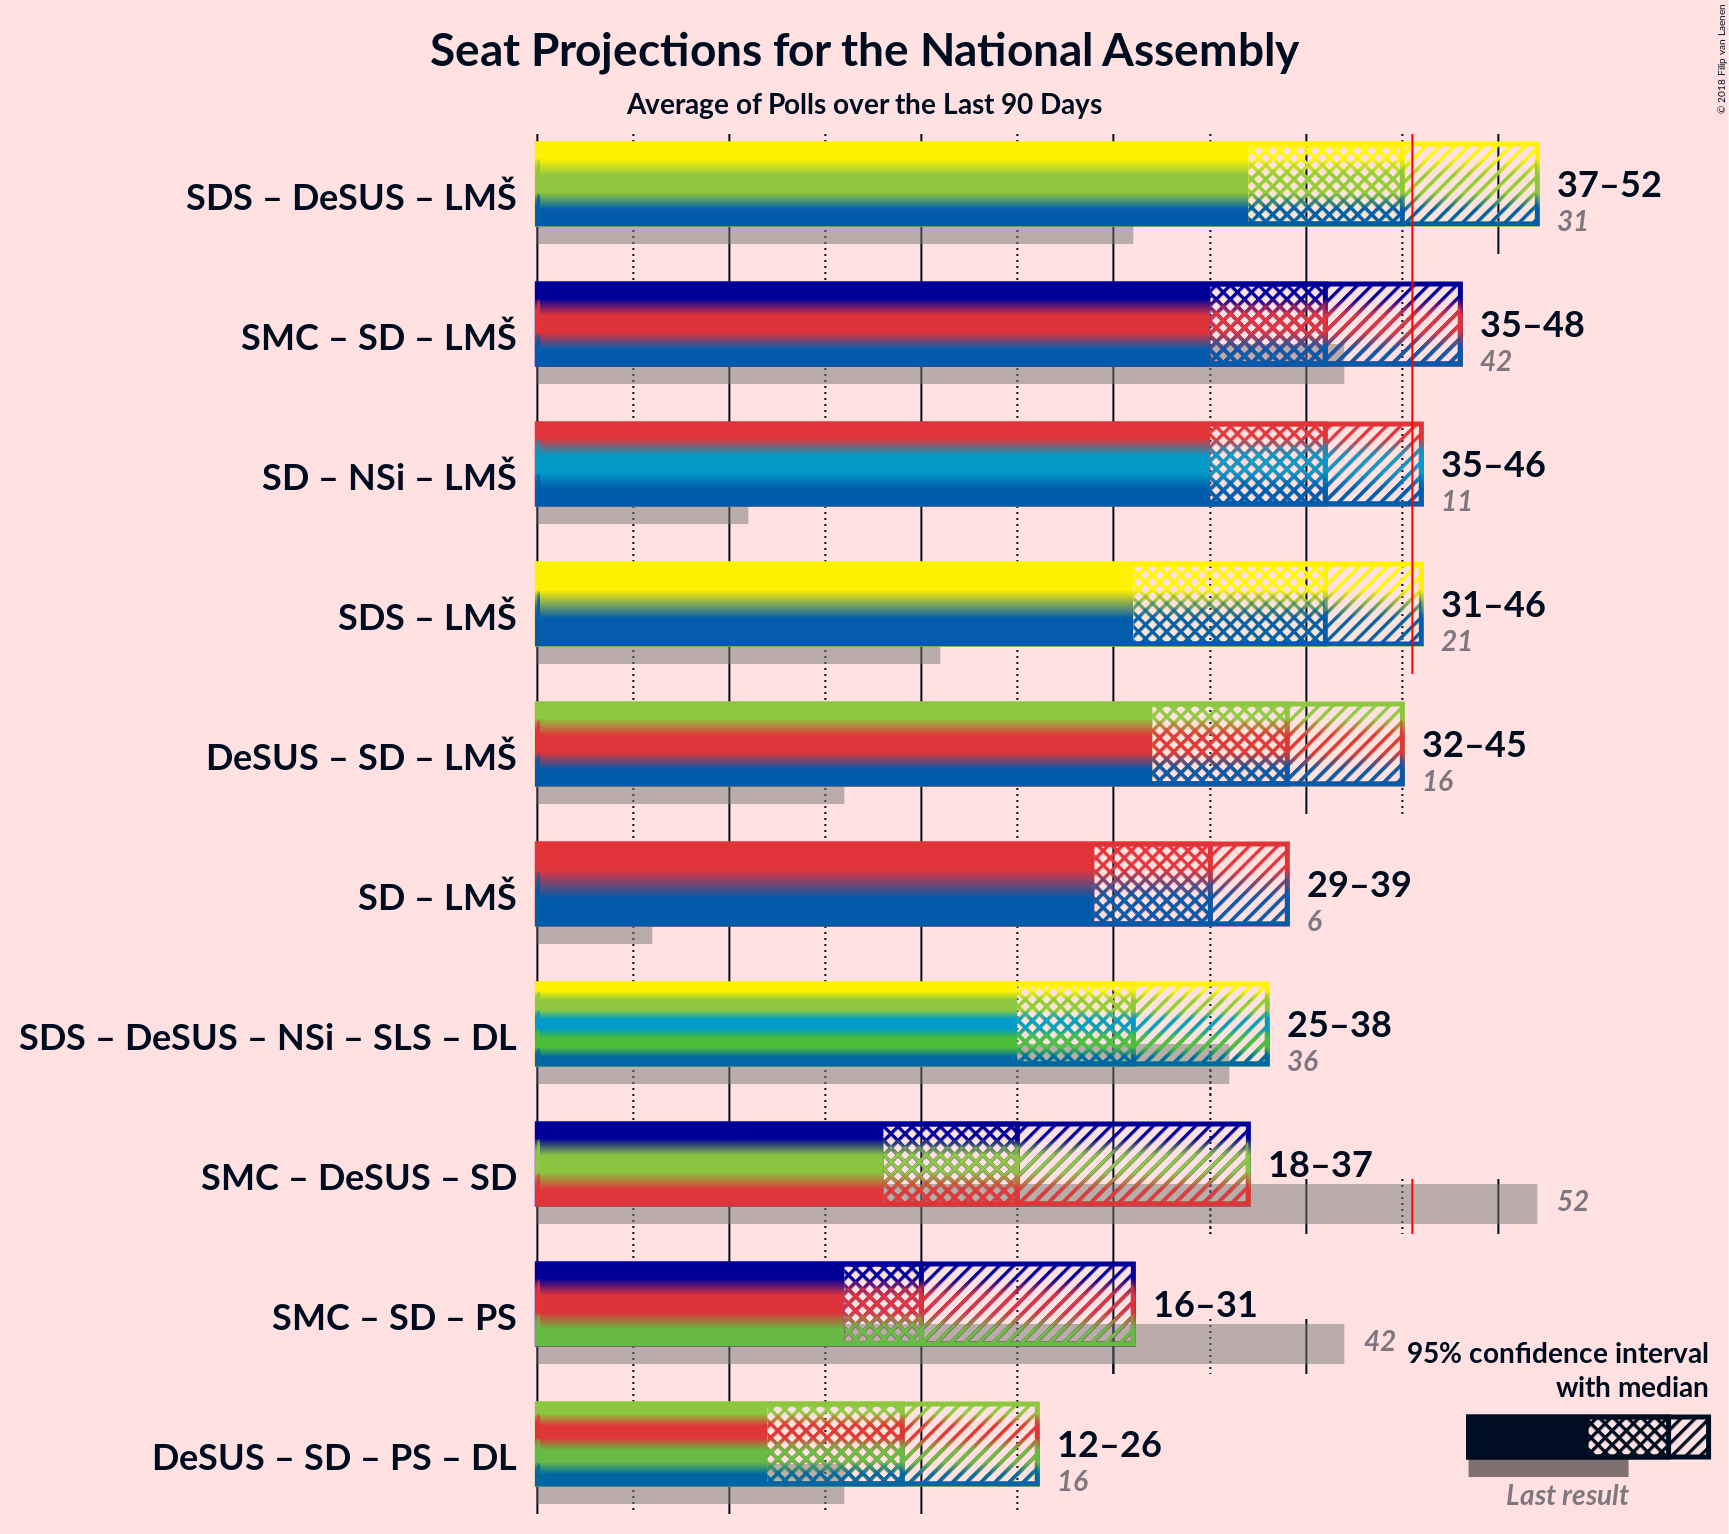 Seat Projections for the National Assembly
Average of Polls over the Last 90 Days
© 2018 Filip van Laenen
SDS – DeSUS – LMŠ
37–52
31
SMC – SD – LMŠ
35–48
42
SD – NSi – LMŠ
35–46
11
SDS – LMŠ
31–46
21
DeSUS – SD – LMŠ
32–45
16
SD – LMŠ
29–39
6
SDS – DeSUS – NSi – SLS – DL
25–38
36
SMC – DeSUS – SD
18–37
52
SMC – SD – PS
16–31
42
DeSUS – SD – PS – DL
12–26
16
95% confidence interval
with median
Last result